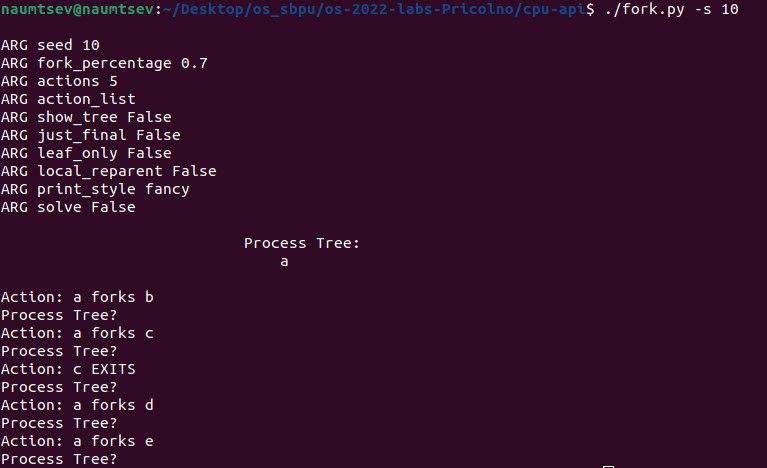 naumtsev@naumtsev:~/Desktop/os_sbpu/os-2022-labs-Pricolno/cpu-api$ ./fork.py -s 10
ARG seed 10
ARG fork_percentage 0.7
ARG actions 5
ARG action_list
ARG show_tree False
ARG just_final False
ARG leaf_only False
ARG local_reparent False
ARG print_style fancy
ARG solve False
Process Tree:
a
Action: a forks b
Process Tree?
Action: a forks c
Process Tree?
Action: c EXITS
Process Tree?
Action: a forks d
Process Tree?
Action: a forks e
Process Tree?